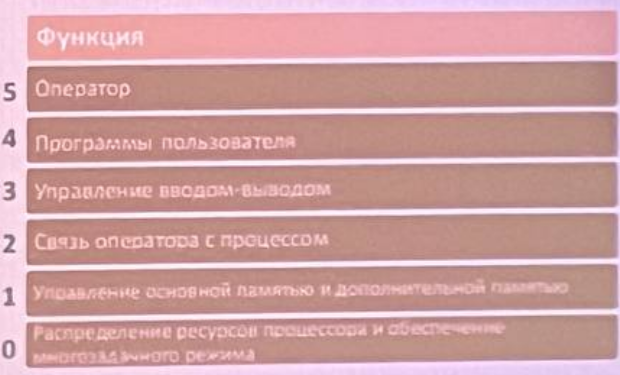 Функция
5 Оператор
4 Программы пользователя
3 Управление вводом-выводом
2 Связь оператора с процессом
1 Управление основной памятью и дополнительной памятью
0 Распределение ресурсов процессора и обеспечение
многозадачного режима